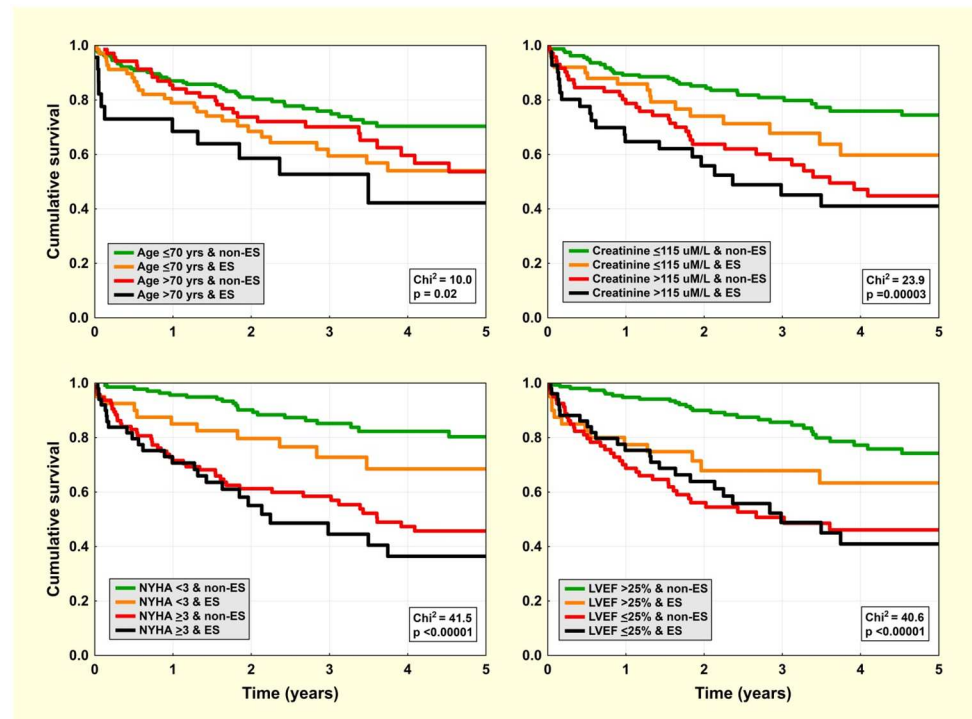 Cumulative survival
1.0
0.8
0.6
0.4
0.2
0.0
Age ≤70 yrs & non-ES
Age ≤70 yrs & ES
Age >70 yrs & non-ES
Age >70 yrs & ES
Chi² = 10.0
p = 0.02
0 1 2 3 4 5
1.0
0.8
0.6
0.4
0.2
0.0
Creatinine ≤115 uM/L & non-ES
Creatinine ≤115 uM/L & ES
Creatinine >115 uM/L & non-ES
Creatinine >115 uM/L & ES
Chi² = 23.9
p =0.00003
0 1 2 3 4 5
Cumulative survival
1.0
0.8
0.6
0.4
0.2
0.0
NYHA <3 & non-ES
NYHA <3 & ES
NYHA ≥3 & non-ES
NYHA ≥3 & ES
Chi² = 41.5
p <0.00001
0 1 2 3 4 5
Time (years)
1.0
0.8
0.6
0.4
0.2
0.0
LVEF >25% & non-ES
LVEF >25% & ES
LVEF ≤25% & non-ES
LVEF ≤25% & ES
Chi² = 40.6
p <0.00001
0 1 2 3 4 5
Time (years)